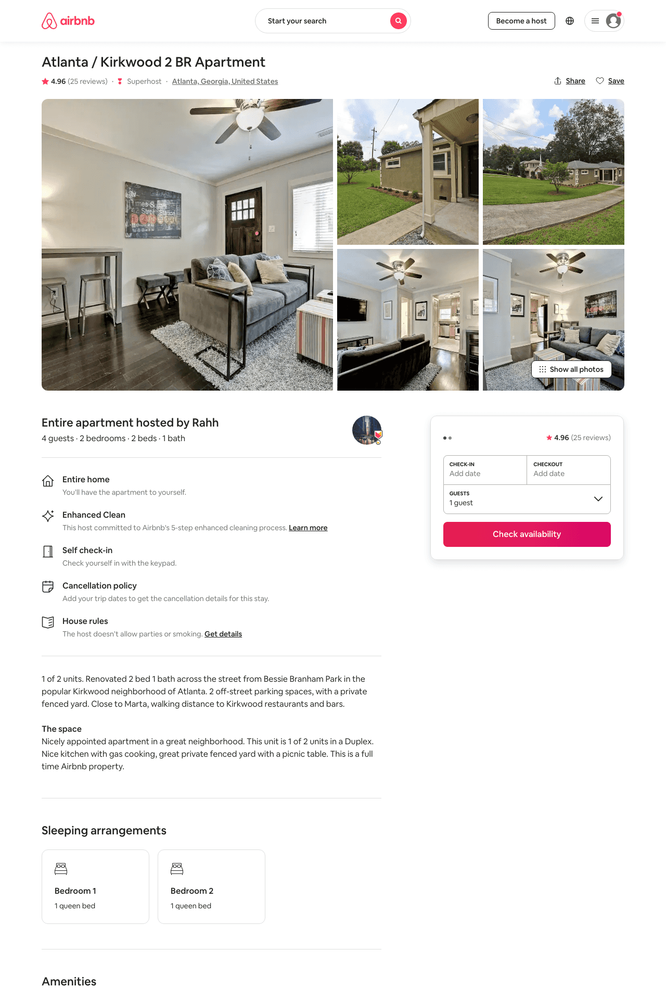 airbnb
Start your search
Become a host
Atlanta / Kirkwood 2 BR Apartment
4.96 (25 reviews) · Superhost · Atlanta, Georgia, United States
Share
Save
Times Square
42 Street Station
Show all photos
Entire apartment hosted by Rahh
4 guests · 2 bedrooms · 2 beds · 1 bath
4.96 (25 reviews)
CHECK-IN
Add date
CHECKOUT
Add date
GUESTS
1 guest
Check availability
Entire home
You’ll have the apartment to yourself.
Enhanced Clean
This host committed to Airbnb's 5-step enhanced cleaning process. Learn more
Self check-in
Check yourself in with the keypad.
Cancellation policy
Add your trip dates to get the cancellation details for this stay.
House rules
The host doesn’t allow parties or smoking. Get details
1 of 2 units. Renovated 2 bed 1 bath across the street from Bessie Branham Park in the
popular Kirkwood neighborhood of Atlanta. 2 off-street parking spaces, with a private
fenced yard. Close to Marta, walking distance to Kirkwood restaurants and bars.
The space
Nicely appointed apartment in a great neighborhood. This unit is 1 of 2 units in a Duplex.
Nice kitchen with gas cooking, great private fenced yard with a picnic table. This is a full
time Airbnb property.
Sleeping arrangements
Bedroom 1
1 queen bed
Bedroom 2
1 queen bed
Amenities